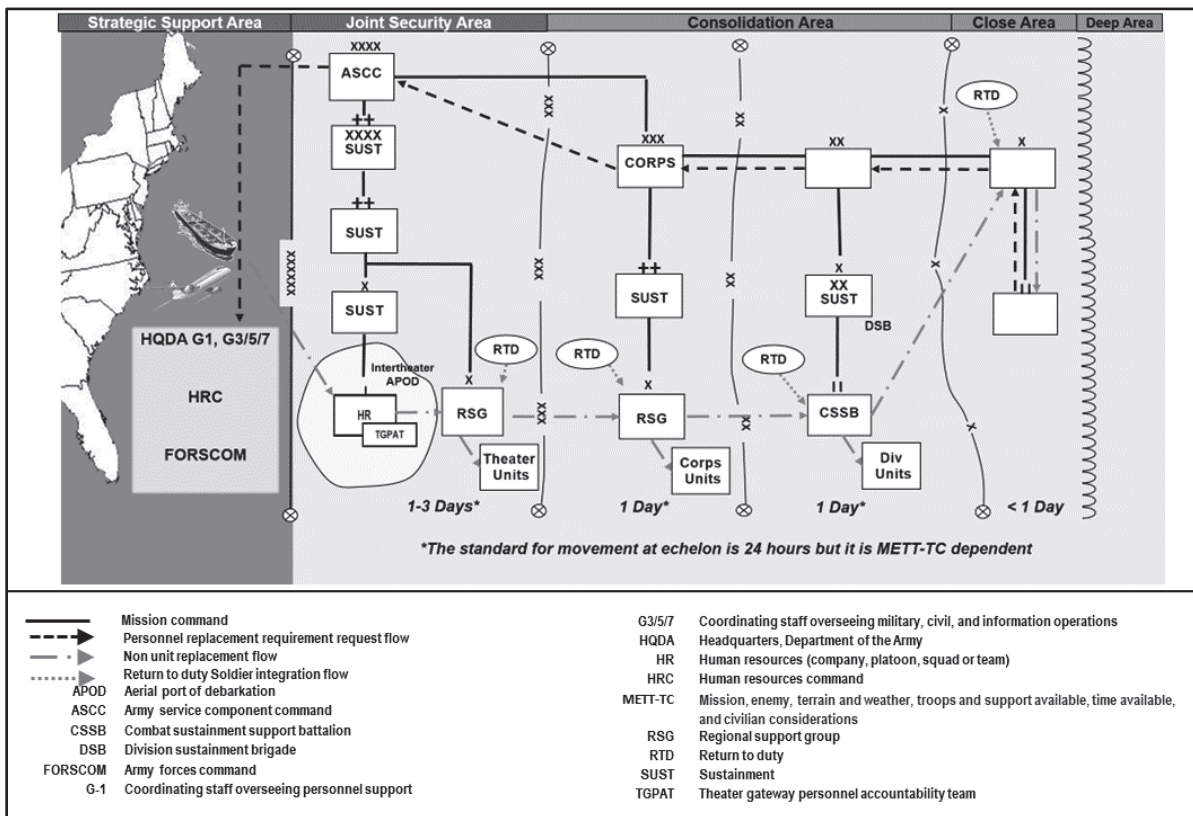 Strategic Support Area
Joint Security Area
Consolidation Area
Close Area
Deep Area
XXXX
ASCC
++
XXXX
SUST
++
SUST
X
SUST
XXXXXX
XXX
XXX
XXX
XXX
CORPS
++
SUST
X
RSG
XX
XX
XX
XX
X
XX
SUST
DSB
II
CSSB
X
X
X
RTD
X
II
HQDA G1, G3/5/7
HRC
FORSCOM
Intertheater
APOD
I
HR
TGPAT
RTD
X
RSG
Theater
Units
RTD
Corps
Units
RTD
Div
Units
1-3 Days*
1 Day*
1 Day*
< 1 Day
*The standard for movement at echelon is 24 hours but it is METT-TC dependent
Mission command
Personnel replacement requirement request flow
Non unit replacement flow
Return to duty Soldier integration flow
APOD Aerial port of debarkation
ASCC Army service component command
CSSB Combat sustainment support battalion
DSB Division sustainment brigade
FORSCOM Army forces command
G-1 Coordinating staff overseeing personnel support
G3/5/7 Coordinating staff overseeing military, civil, and information operations
HQDA Headquarters, Department of the Army
HR Human resources (company, platoon, squad or team)
HRC Human resources command
METT-TC Mission, enemy, terrain and weather, troops and support available, time available,
and civilian considerations
RSG Regional support group
RTD Return to duty
SUST Sustainment
TGPAT Theater gateway personnel accountability team